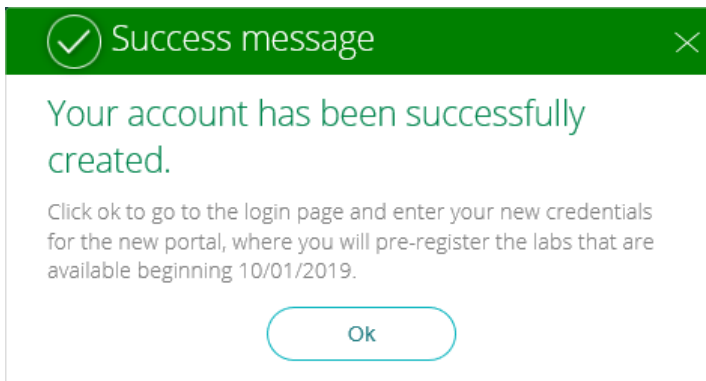 Success message
Your account has been successfully
created.
Click ok to go to the login page and enter your new credentials
for the new portal, where you will pre-register the labs that are
available beginning 10/01/2019.
Ok